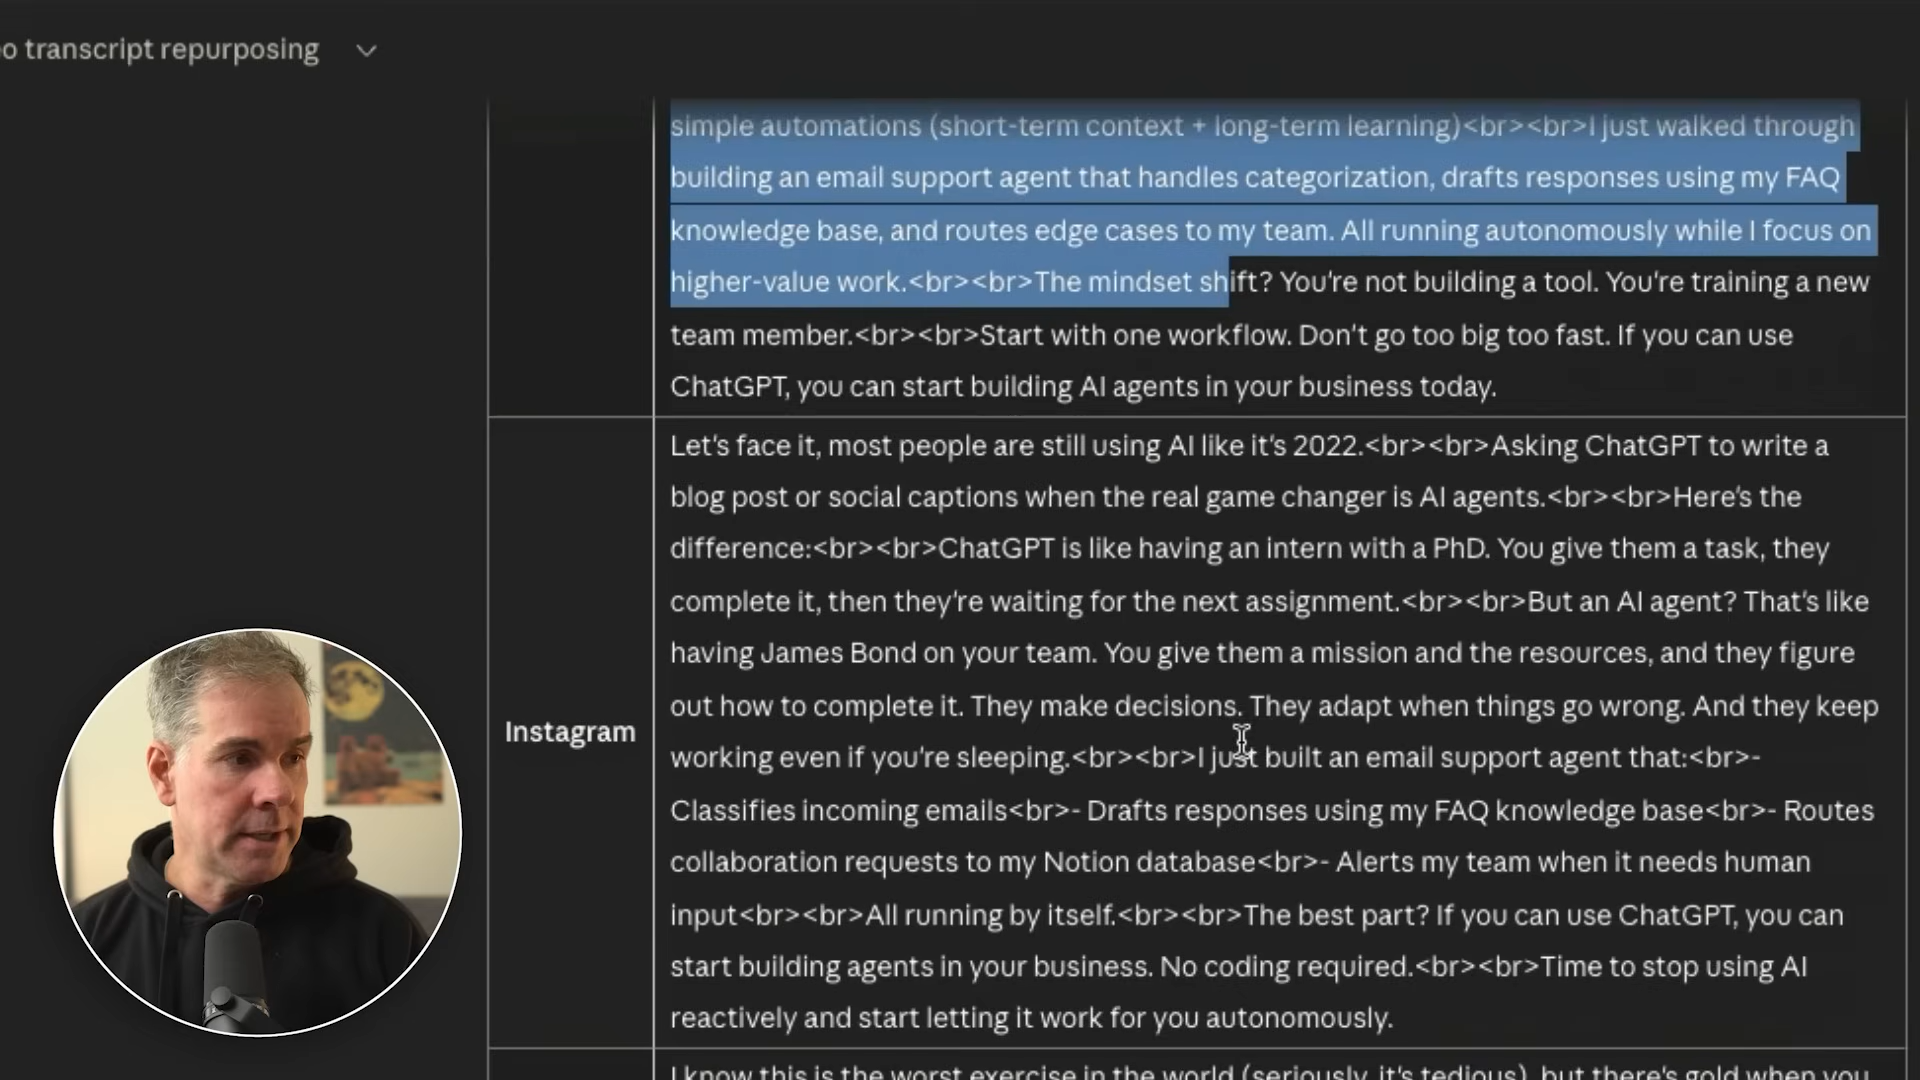 o transcript repurposing
simple automations (short-term context + long-term learning)<br><br>I just walked through
building an email support agent that handles categorization, drafts responses using my FAQ
knowledge base, and routes edge cases to my team. All running autonomously while I focus on
higher-value work.<br><br>The mindset shift? You're not building a tool. You're training a new
team member.<br><br>Start with one workflow. Don't go too big too fast. If you can use
ChatGPT, you can start building AI agents in your business today.
Instagram
Let's face it, most people are still using AI like it's 2022.<br><br>Asking ChatGPT to write a
blog post or social captions when the real game changer is AI agents.<br><br>Here's the
difference:<br><br>ChatGPT is like having an intern with a PhD. You give them a task, they
complete it, then they're waiting for the next assignment.<br><br>But an AI agent? That's like
having James Bond on your team. You give them a mission and the resources, and they figure
out how to complete it. They make decisions. They adapt when things go wrong. And they keep
working even if you're sleeping.<br><br>I just built an email support agent that:<br>-
Classifies incoming emails<br>- Drafts responses using my FAQ knowledge base<br>- Routes
collaboration requests to my Notion database<br>- Alerts my team when it needs human
input<br><br>All running by itself.<br><br>The best part? If you can use ChatGPT, you can
start building agents in your business. No coding required.<br><br>Time to stop using AI
reactively and start letting it work for you autonomously.
I know this is the worst exercise in the world (seriously, it's tedious), but there's gold when you